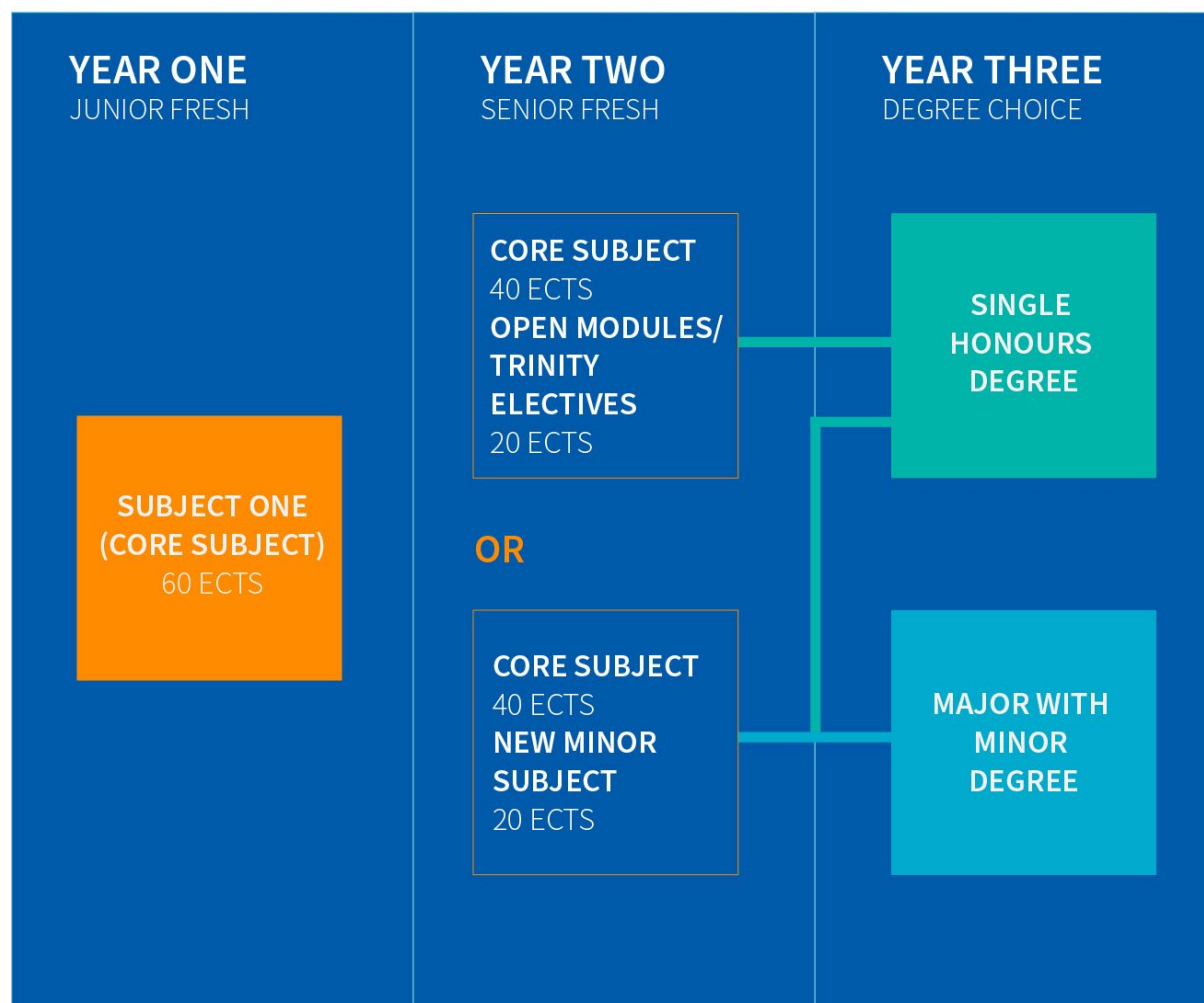 YEAR ONE
JUNIOR FRESH
SUBJECT ONE
(CORE SUBJECT)
60 ECTS
YEAR TWO
SENIOR FRESH
CORE SUBJECT
40 ECTS
OPEN MODULES/
TRINITY
ELECTIVES
20 ECTS
OR
CORE SUBJECT
40 ECTS
NEW MINOR
SUBJECT
20 ECTS
YEAR THREE
DEGREE CHOICE
SINGLE
HONOURS
DEGREE
MAJOR WITH
MINOR
DEGREE